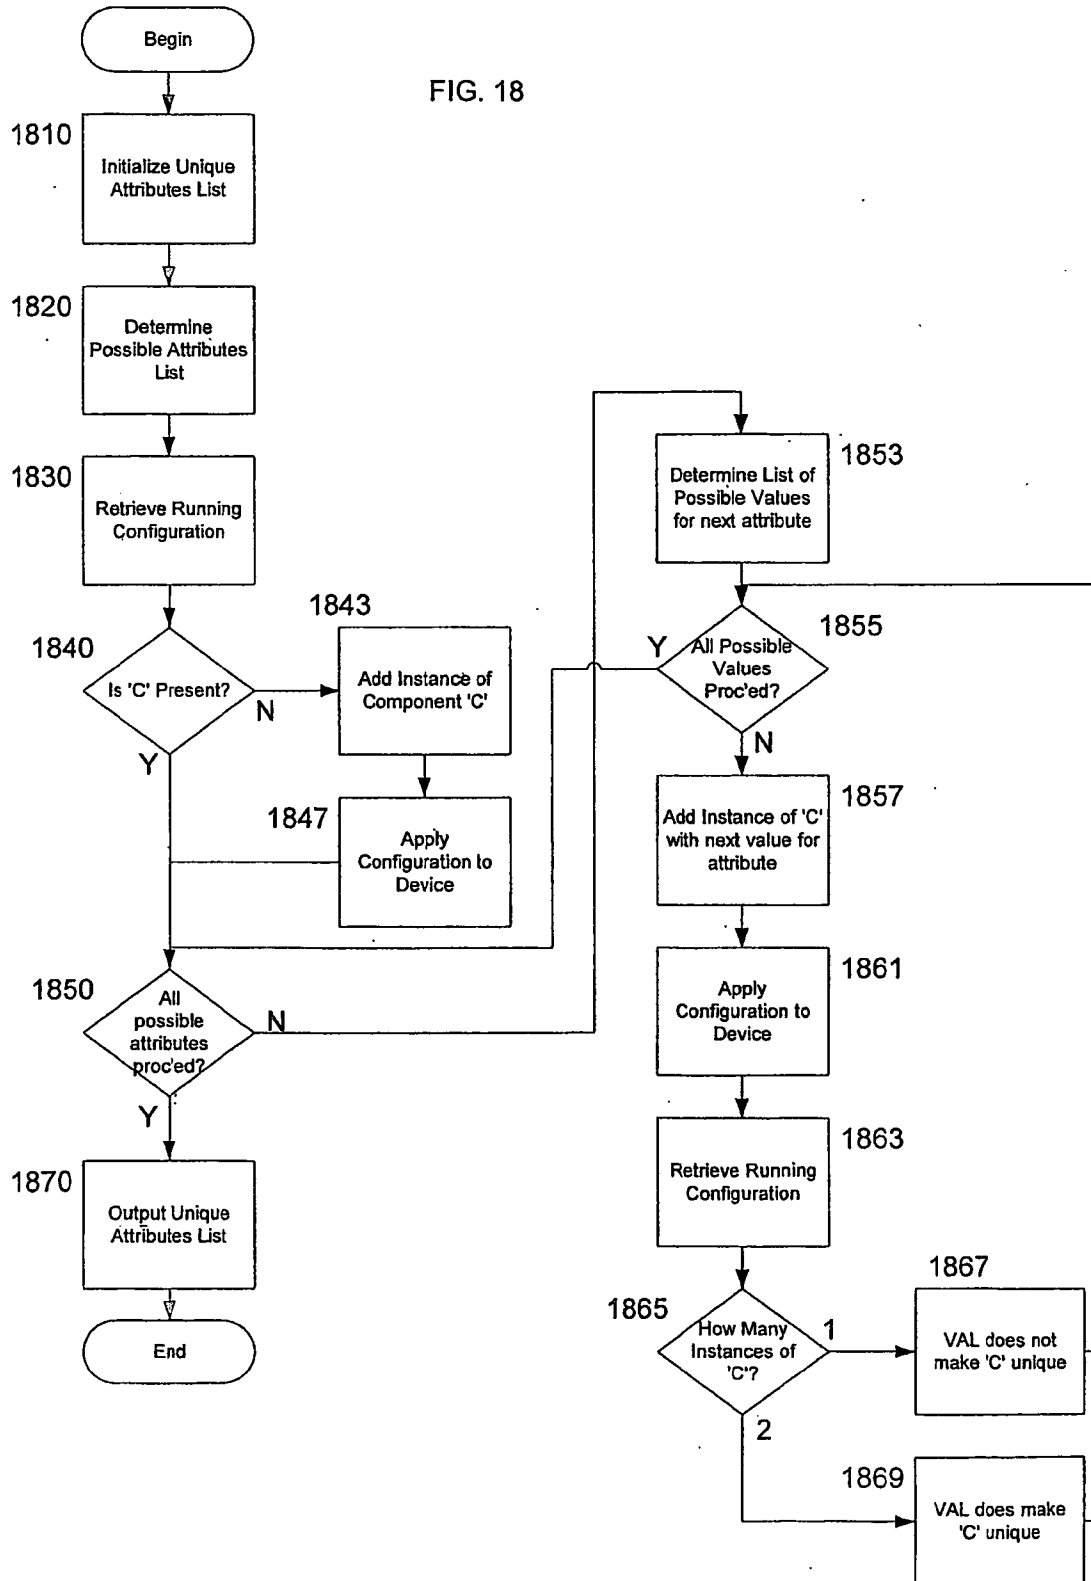 Begin
FIG. 18
1810
Initialize Unique
Attributes List
1820
Determine
Possible Attributes
List
1830
Retrieve Running
Configuration
1840
Is 'C' Present?
N
Y
1843
Add Instance of
Component 'C'
1847
Apply
Configuration to
Device
1850
All
possible
attributes
proc'ed?
N
Y
1870
Output Unique
Attributes List
End
1853
Determine List of
Possible Values
for next attribute
1855
All Possible
Values
Proc'ed?
Y
N
1857
Add Instance of 'C'
with next value for
attribute
1861
Apply
Configuration to
Device
1863
Retrieve Running
Configuration
1865
How Many
Instances of
'C'?
1
2
1867
VAL does not
make 'C' unique
1869
VAL does make
'C' unique